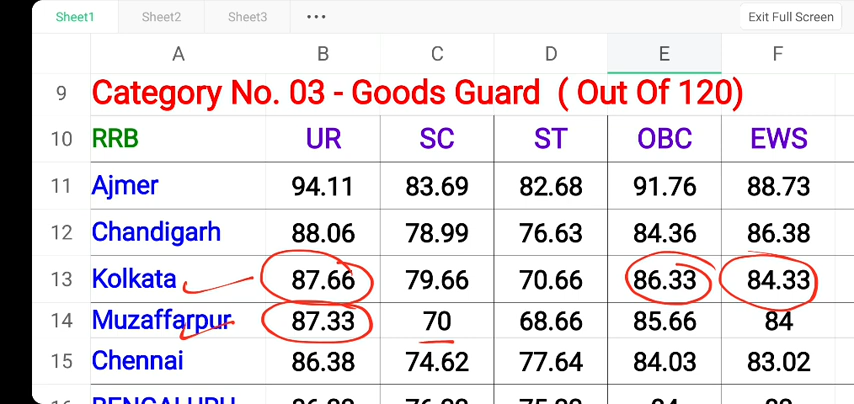 Sheet1 Sheet2 Sheet3 ••• Exit Full Screen
A B C D E F
9 Category No. 03 - Goods Guard ( Out Of 120)
10 RRB UR SC ST OBC EWS
11 Ajmer 94.11 83.69 82.68 91.76 88.73
12 Chandigarh 88.06 78.99 76.63 84.36 86.38
13 Kolkata 87.66 79.66 70.66 86.33 84.33
14 Muzaffarpur 87.33 70 68.66 85.66 84
15 Chennai 86.38 74.62 77.64 84.03 83.02